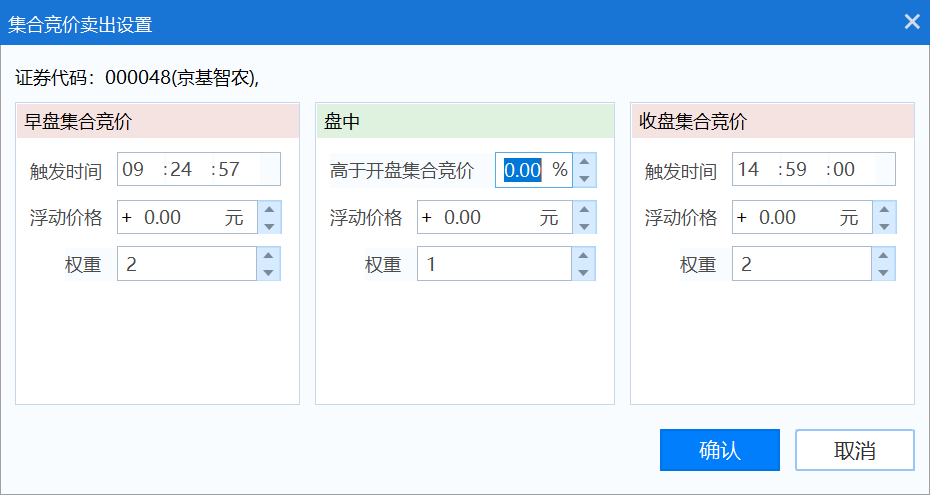 集合竞价卖出设置
证券代码：000048(京基智农),
早盘集合竞价
触发时间 09 :24 :57
浮动价格 + 0.00 元
权重 2
盘中
高于开盘集合竞价 0.00 %
浮动价格 + 0.00 元
权重 1
收盘集合竞价
触发时间 14 :59 :00
浮动价格 + 0.00 元
权重 2
确认 取消